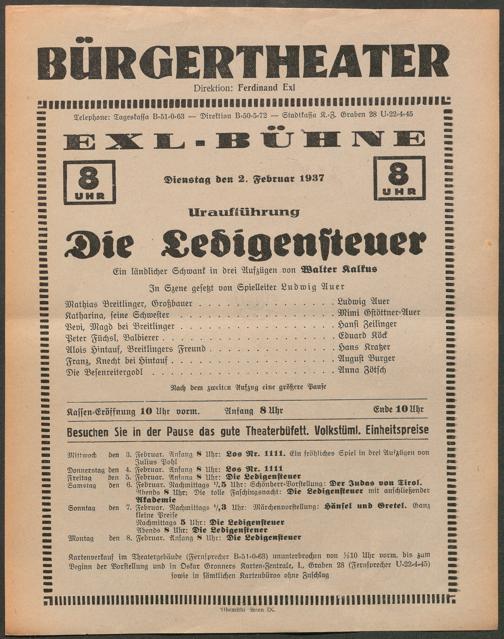 BÜRGERTHEATER
Direktion: Ferdinand Exl
Telephone: Tageskassa B-51-0-63 — Direktion B-50-5-72 — Stadtkassa K.-F. Graben 28 U-22-4-45
EXL-BÜHNE
8 UHR
Dienstag den 2. Februar 1937
8 UHR
Uraufführung
Die Ledigensteuer
Ein ländlicher Schwank in drei Aufzügen von Walter Kalkus
In Szene gesetzt von Spielleiter Ludwig Auer
Mathias Breitlinger, Großbauer . . . Ludwig Auer
Katharina, seine Schwester . . . Mimi Gstöttner-Auer
Vevi, Magd bei Breitlinger . . . Hansi Feilinger
Peter Füchsl, Balbierer . . . Eduard Köck
Alois Hintauf, Breitlingers Freund . . . Hans Kratzer
Franz, Knecht bei Hintauf . . . August Burger
Die Besenreitergodl . . . Anna Fötsch
Nach dem zweiten Aufzug eine größere Pause
Kassen-Eröffnung 10 Uhr vorm. Anfang 8 Uhr Ende 10 Uhr
Besuchen Sie in der Pause das gute Theaterbüfett. Volkstüml. Einheitspreise
Mittwoch den 3. Februar. Anfang 8 Uhr: Los Nr. 1111. Ein fröhliches Spiel in drei Aufzügen von
Julius Pohl
Donnerstag den 4. Februar. Anfang 8 Uhr: Los Nr. 1111
Freitag den 5. Februar. Anfang 8 Uhr: Die Ledigensteuer
Samstag den 6. Februar. Nachmittags ½5 Uhr: Schönherr-Vorstellung: Der Judas von Tirol.
Abends 8 Uhr: Die tolle Faschingsnacht: Die Ledigensteuer mit anschließender
Akademie
Sonntag den 7. Februar. Nachmittags ½3 Uhr: Märchenvorstellung: Hänsel und Gretel. Ganz
kleine Preise
Nachmittags 5 Uhr: Die Ledigensteuer
Abends 8 Uhr: Die Ledigensteuer
Montag den 8. Februar. Anfang 8 Uhr: Die Ledigensteuer
Kartenverkauf im Theatergebäude (Fernsprecher B-51-0-63) ununterbrochen von ½10 Uhr vorm. bis zum
Beginn der Vorstellung und in Oskar Gronners Karten-Zentrale, I., Graben 28 (Fernsprecher U-22-4-45)
sowie in sämtlichen Kartenbüros ohne Zuschlag
Wien IX.